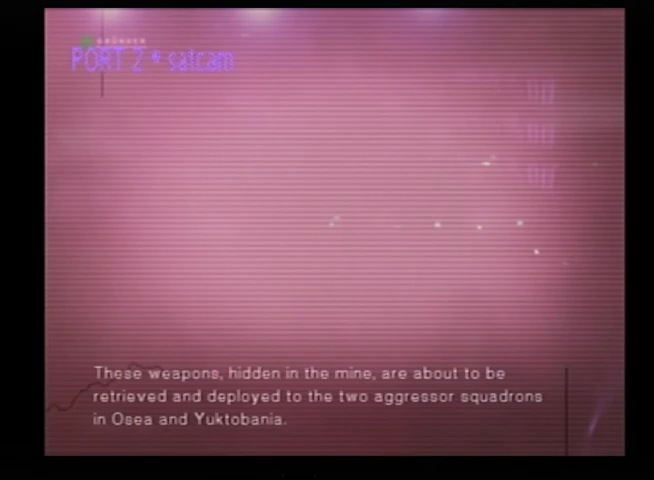 PORT 2 * satcam
These weapons, hidden in the mine, are about to be
retrieved and deployed to the two aggressor squadrons
in Osea and Yuktobania.